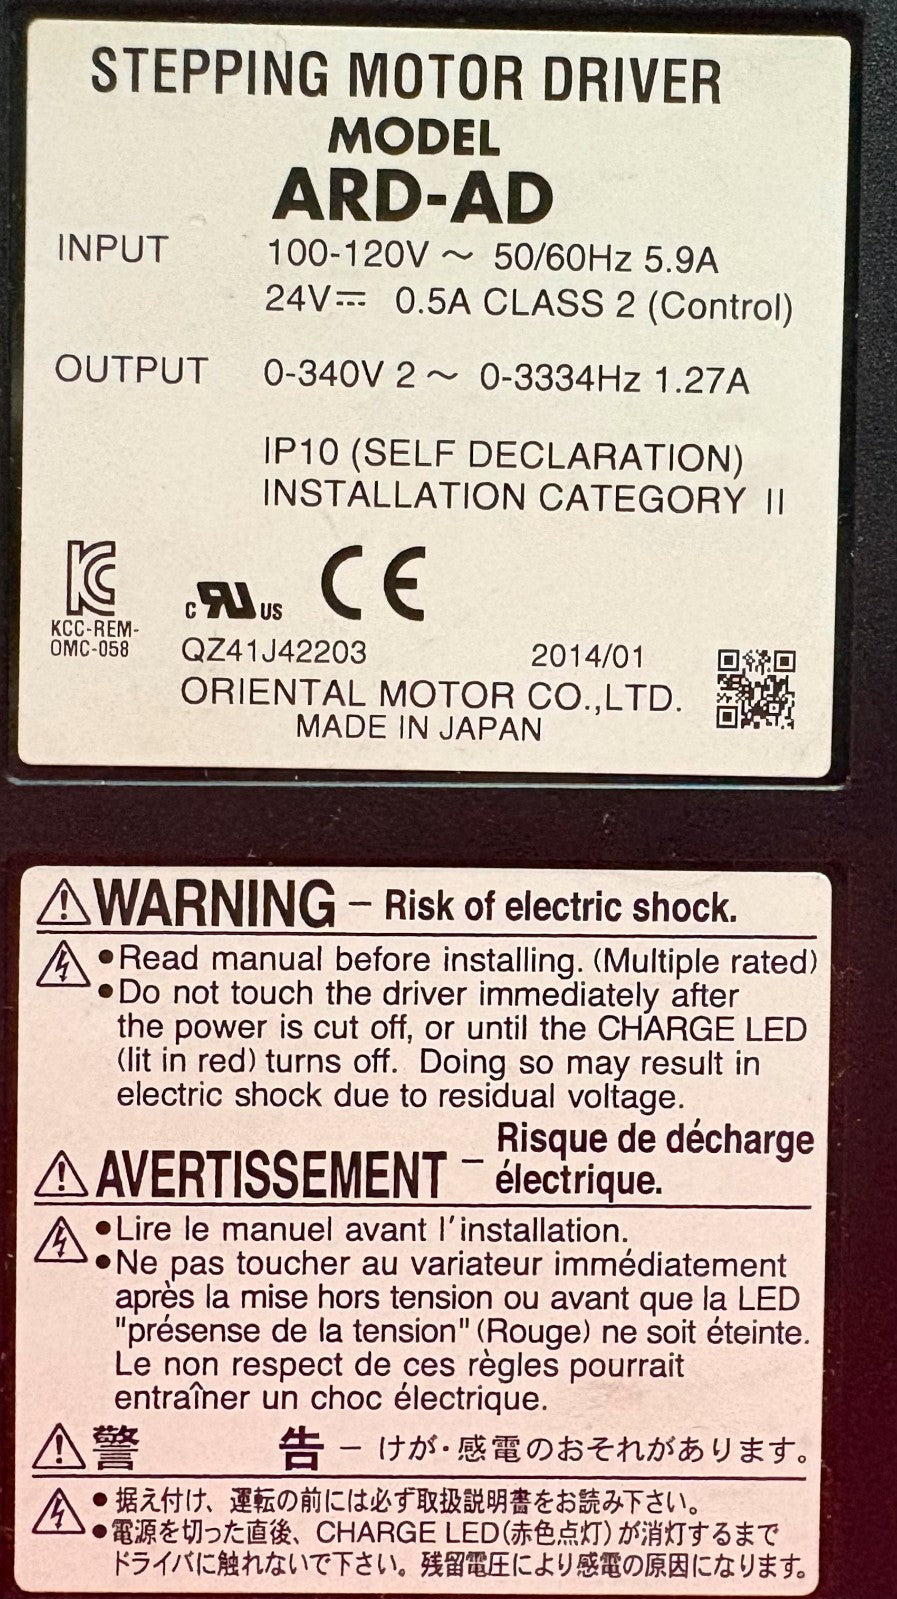 STEPPING MOTOR DRIVER
MODEL
ARD-AD
INPUT 100-120V ~ 50/60Hz 5.9A
24V⎓ 0.5A CLASS 2 (Control)
OUTPUT 0-340V 2 ~ 0-3334Hz 1.27A
IP10 (SELF DECLARATION)
INSTALLATION CATEGORY II
KCC-REM-
OMC-058
c RU US CE
QZ41J42203 2014/01
ORIENTAL MOTOR CO.,LTD.
MADE IN JAPAN
⚠WARNING – Risk of electric shock.
●Read manual before installing. (Multiple rated)
●Do not touch the driver immediately after
the power is cut off, or until the CHARGE LED
(lit in red) turns off. Doing so may result in
electric shock due to residual voltage.
⚠AVERTISSEMENT – Risque de décharge
électrique.
●Lire le manuel avant l'installation.
●Ne pas toucher au variateur immédiatement
après la mise hors tension ou avant que la LED
"présense de la tension" (Rouge) ne soit éteinte.
Le non respect de ces règles pourrait
entraîner un choc électrique.
⚠警 告 – けが・感電のおそれがあります。
●据え付け、運転の前には必ず取扱説明書をお読み下さい。
●電源を切った直後、CHARGE LED(赤色点灯)が消灯するまで
ドライバに触れないで下さい。残留電圧により感電の原因になります。